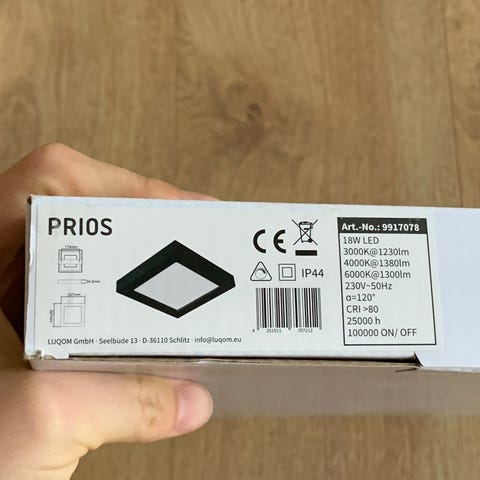 PRIOS
LUQOM GmbH · Seelbüde 13 · D-36110 Schlitz · info@luqom.eu
CE
IP44
Art.-No.: 9917078
18W LED
3000K@1230lm
4000K@1380lm
6000K@1300lm
230V~50Hz
α=120°
CRI >80
25000 h
100000 ON/ OFF